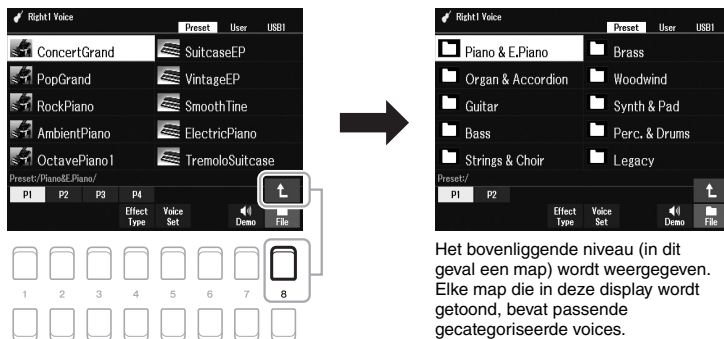 Right1 Voice
Preset User USB1
ConcertGrand SuitcaseEP
PopGrand VintageEP
RockPiano SmoothTine
AmbientPiano ElectricPiano
OctavePiano1 TremoloSuitcase
Preset:/Piano&E.Piano/
P1 P2 P3 P4
Effect Type Voice Set Demo File
1 2 3 4 5 6 7 8
Right1 Voice
Preset User USB1
Piano & E.Piano Brass
Organ & Accordion Woodwind
Guitar Synth & Pad
Bass Perc. & Drums
Strings & Choir Legacy
Preset:/
P1 P2
Effect Type Voice Set Demo File
Het bovenliggende niveau (in dit
geval een map) wordt weergegeven.
Elke map die in deze display wordt
getoond, bevat passende
gecategoriseerde voices.